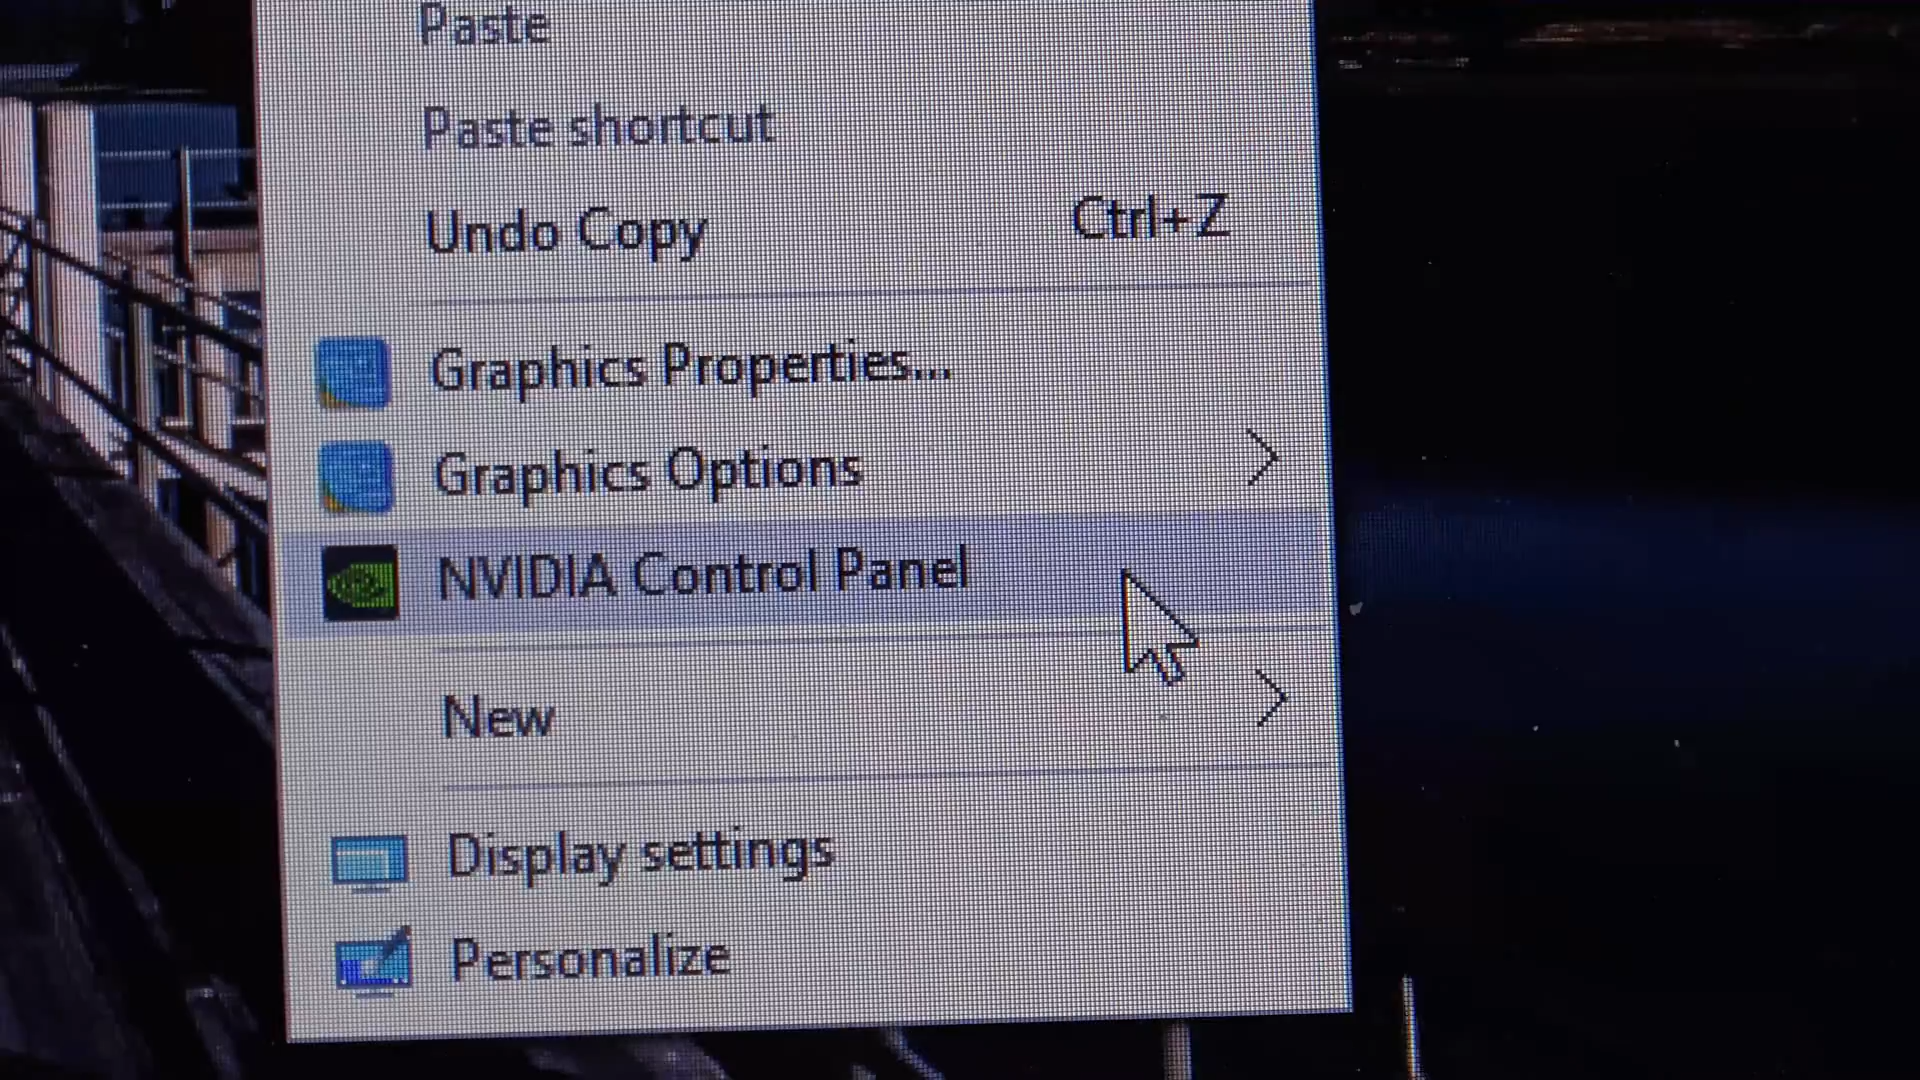 Paste
Paste shortcut
Undo Copy Ctrl+Z
Graphics Properties...
Graphics Options
NVIDIA Control Panel
New
Display settings
Personalize